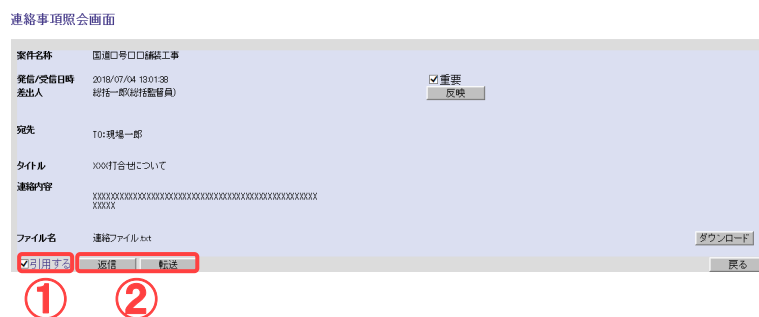 連絡事項照会画面
案件名称 国道口号口口舗装工事
発信/受信日時 2018/07/04 13:01:38 重要
差出人 総括一郎(総括監督員) 反映
宛先 TO:現場一郎
タイトル XXX打合せについて
連絡内容 XXXXXXXXXXXXXXXXXXXXXXXXXXXXXXXXXXXXXXXXXXXXXXXXXX
XXXXX
ファイル名 連絡ファイル.txt ダウンロード
引用する 返信 転送 戻る
① ②